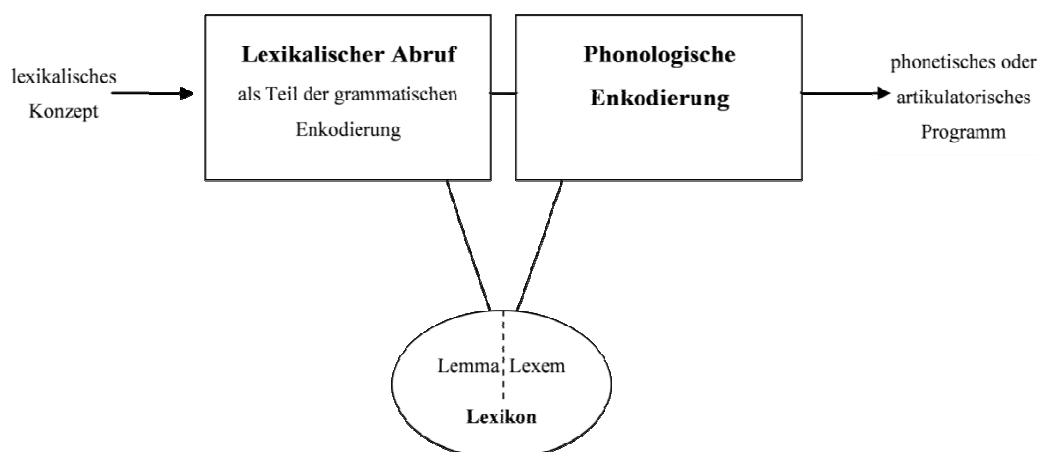 lexikalisches
Konzept
Lexikalischer Abruf
als Teil der grammatischen
Enkodierung
Phonologische
Enkodierung
phonetisches oder
artikulatorisches
Programm
Lemma Lexem
Lexikon